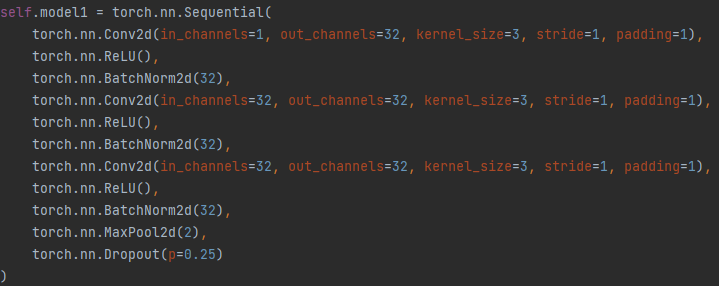 self.model1 = torch.nn.Sequential(
    torch.nn.Conv2d(in_channels=1, out_channels=32, kernel_size=3, stride=1, padding=1),
    torch.nn.ReLU(),
    torch.nn.BatchNorm2d(32),
    torch.nn.Conv2d(in_channels=32, out_channels=32, kernel_size=3, stride=1, padding=1),
    torch.nn.ReLU(),
    torch.nn.BatchNorm2d(32),
    torch.nn.Conv2d(in_channels=32, out_channels=32, kernel_size=3, stride=1, padding=1),
    torch.nn.ReLU(),
    torch.nn.BatchNorm2d(32),
    torch.nn.MaxPool2d(2),
    torch.nn.Dropout(p=0.25)
)